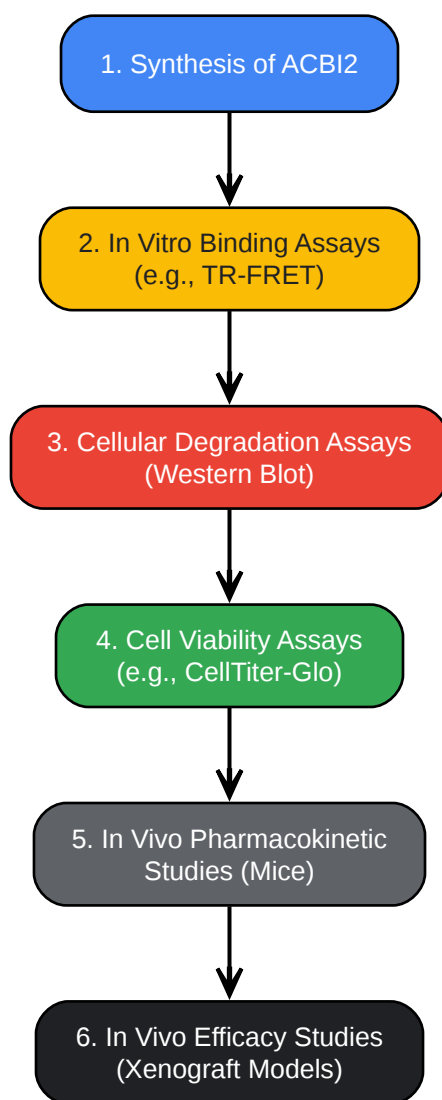 1. Synthesis of ACBI2
2. In Vitro Binding Assays
(e.g., TR-FRET)
3. Cellular Degradation Assays
(Western Blot)
4. Cell Viability Assays
(e.g., CellTiter-Glo)
5. In Vivo Pharmacokinetic
Studies (Mice)
6. In Vivo Efficacy Studies
(Xenograft Models)